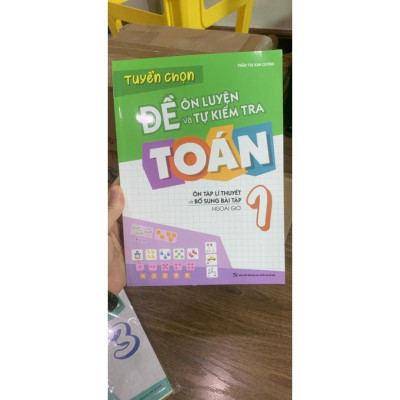 TRẦN THỊ KIM CƯƠNG
Tuyển chọn
ĐỀ ÔN LUYỆN
và TỰ KIỂM TRA
TOÁN
1
ÔN TẬP LÍ THUYẾT
và BỔ SUNG BÀI TẬP
NGOÀI GIỜ
3